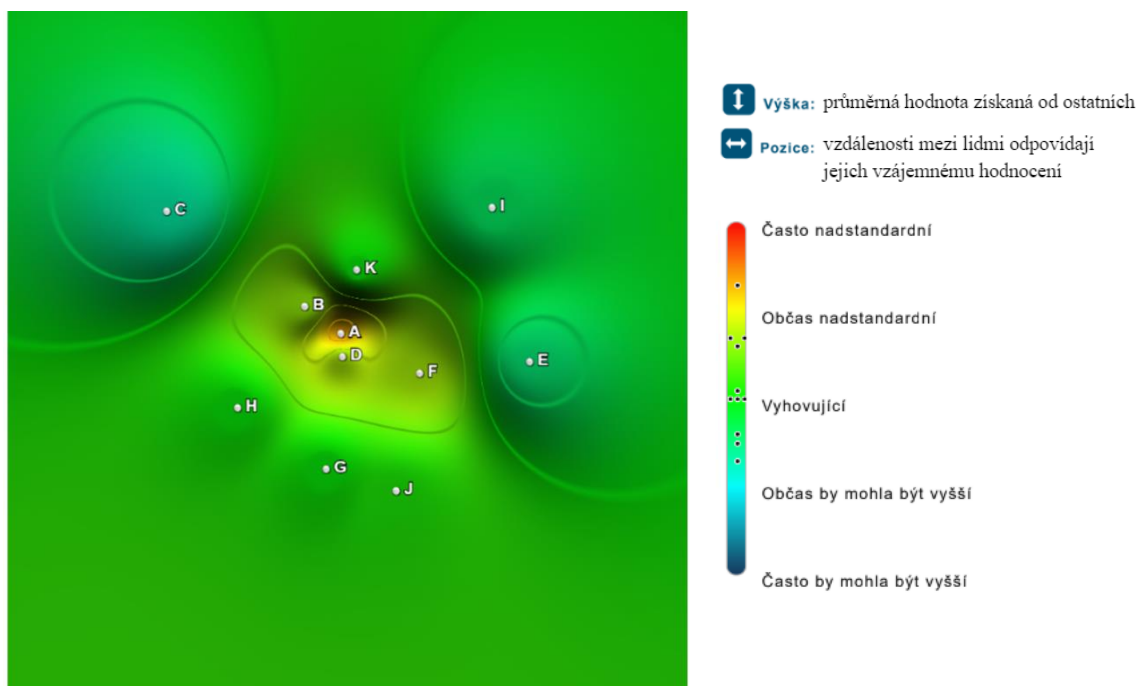 Výška: průměrná hodnota získaná od ostatních
Pozice: vzdálenosti mezi lidmi odpovídají
jejich vzájemnému hodnocení
C
I
K
B
A
D
E
F
H
G
J
Často nadstandardní
Občas nadstandardní
Vyhovující
Občas by mohla být vyšší
Často by mohla být vyšší